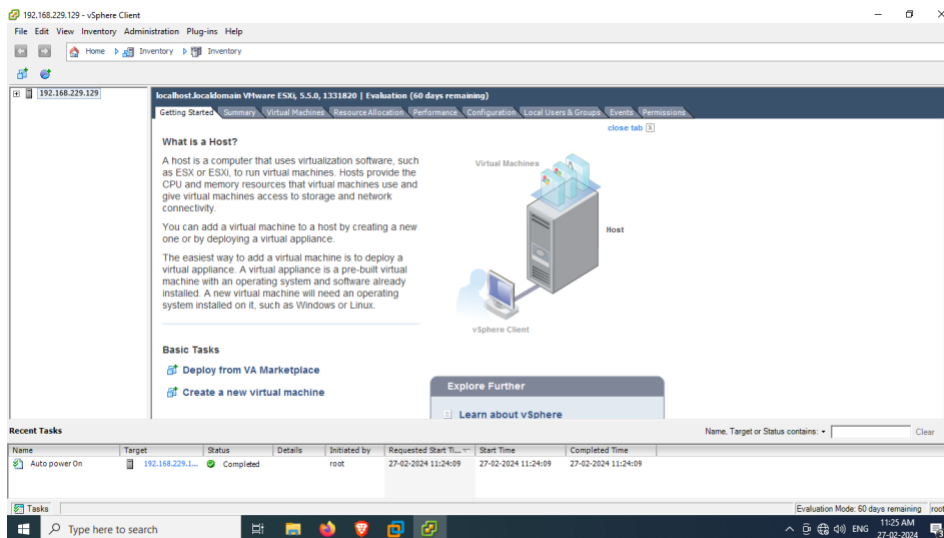 192.168.229.129 - vSphere Client
File Edit View Inventory Administration Plug-ins Help
Home Inventory Inventory
192.168.229.129
localhost.localdomain VMware ESXi, 5.5.0, 1331820 | Evaluation (60 days remaining)
Getting Started Summary Virtual Machines Resource Allocation Performance Configuration Local Users & Groups Events Permissions
close tab X
What is a Host?
A host is a computer that uses virtualization software, such
as ESX or ESXi, to run virtual machines. Hosts provide the
CPU and memory resources that virtual machines use and
give virtual machines access to storage and network
connectivity.
You can add a virtual machine to a host by creating a new
one or by deploying a virtual appliance.
The easiest way to add a virtual machine is to deploy a
virtual appliance. A virtual appliance is a pre-built virtual
machine with an operating system and software already
installed. A new virtual machine will need an operating
system installed on it, such as Windows or Linux.
Virtual Machines
Host
vSphere Client
Basic Tasks
Deploy from VA Marketplace
Create a new virtual machine
Explore Further
Learn about vSphere
Recent Tasks
Name, Target or Status contains: Clear
Name Target Status Details Initiated by Requested Start Ti... Start Time Completed Time
Auto power On 192.168.229.1... Completed root 27-02-2024 11:24:09 27-02-2024 11:24:09 27-02-2024 11:24:09
Tasks
Evaluation Mode: 60 days remaining root
Type here to search
ENG
11:25 AM
27-02-2024
3